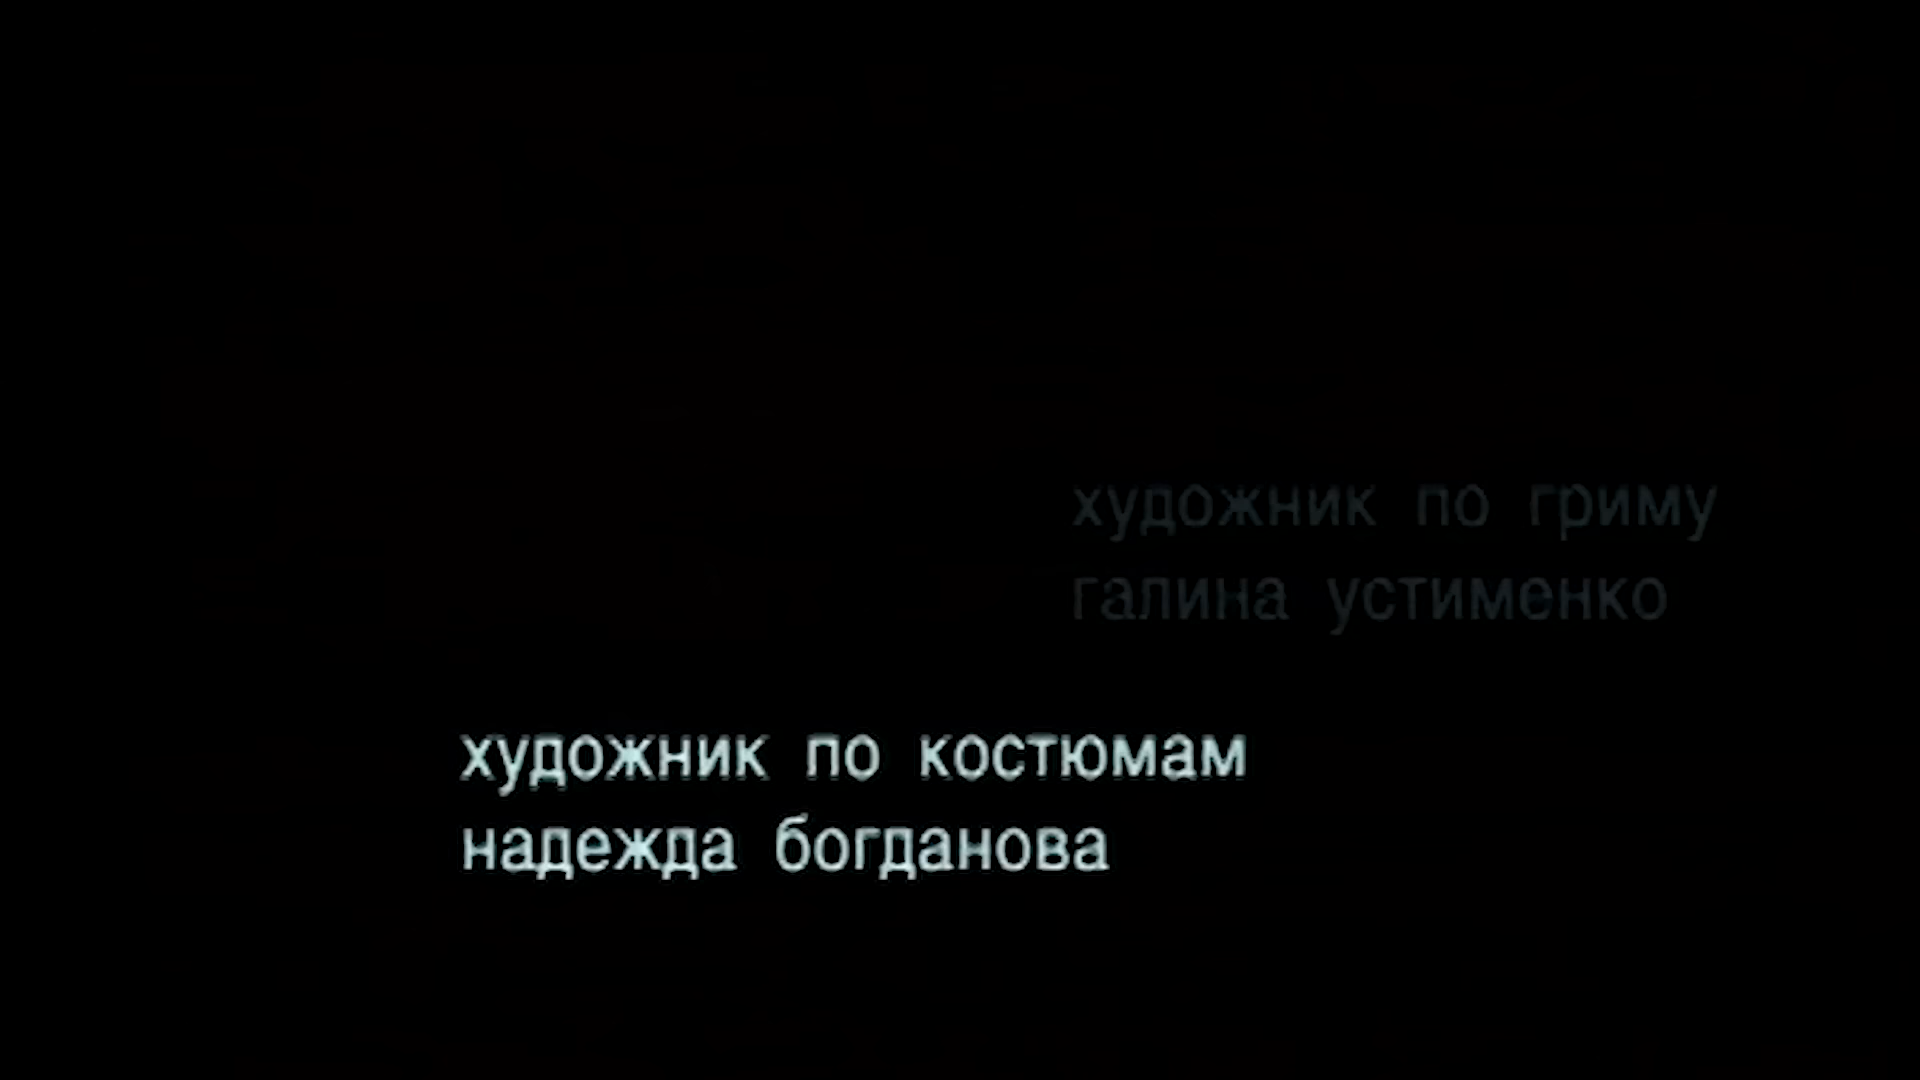 художник по гриму
галина устименко
художник по костюмам
надежда богданова